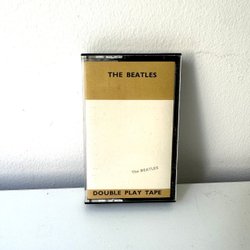 THE BEATLES
The BEATLES
DOUBLE PLAY TAPE